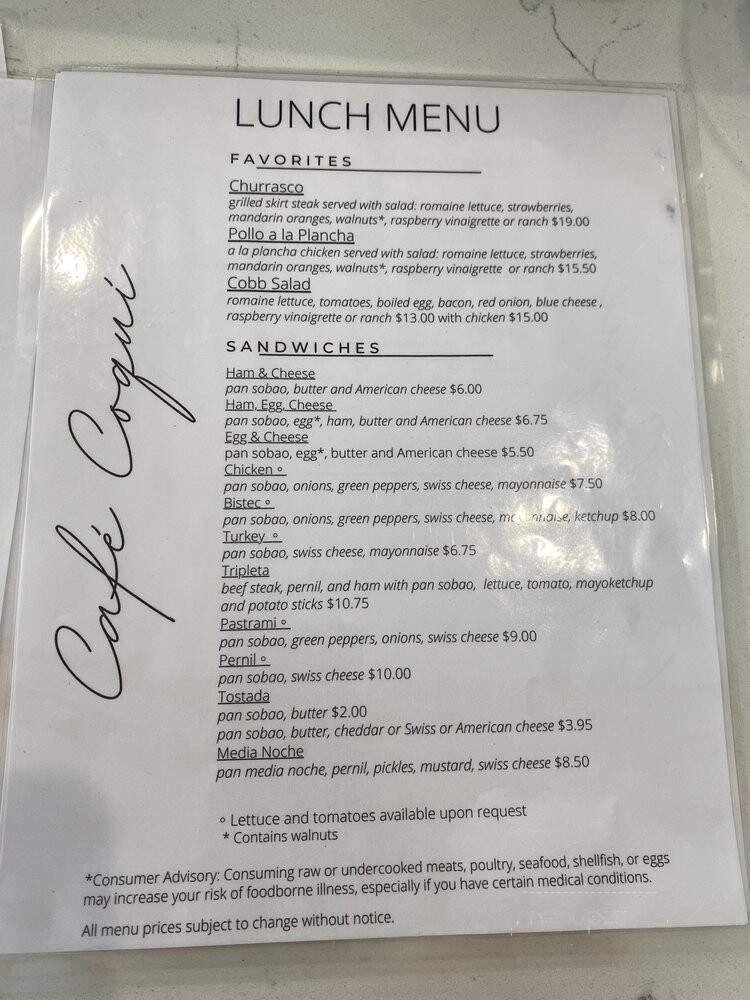 LUNCH MENU
FAVORITES
Churrasco
grilled skirt steak served with salad: romaine lettuce, strawberries,
mandarin oranges, walnuts*, raspberry vinaigrette or ranch $19.00
Pollo a la Plancha
a la plancha chicken served with salad: romaine lettuce, strawberries,
mandarin oranges, walnuts*, raspberry vinaigrette or ranch $15.50
Cobb Salad
romaine lettuce, tomatoes, boiled egg, bacon, red onion, blue cheese,
raspberry vinaigrette or ranch $13.00 with chicken $15.00
SANDWICHES
Ham & Cheese
pan sobao, butter and American cheese $6.00
Ham, Egg, Cheese
pan sobao, egg*, ham, butter and American cheese $6.75
Egg & Cheese
pan sobao, egg*, butter and American cheese $5.50
Chicken ∘
pan sobao, onions, green peppers, swiss cheese, mayonnaise $7.50
Bistec ∘
pan sobao, onions, green peppers, swiss cheese, mayonnaise, ketchup $8.00
Turkey ∘
pan sobao, swiss cheese, mayonnaise $6.75
Tripleta
beef steak, pernil, and ham with pan sobao, lettuce, tomato, mayoketchup
and potato sticks $10.75
Pastrami ∘
pan sobao, green peppers, onions, swiss cheese $9.00
Pernil ∘
pan sobao, swiss cheese $10.00
Tostada
pan sobao, butter $2.00
pan sobao, butter, cheddar or Swiss or American cheese $3.95
Media Noche
pan media noche, pernil, pickles, mustard, swiss cheese $8.50
∘ Lettuce and tomatoes available upon request
* Contains walnuts
*Consumer Advisory: Consuming raw or undercooked meats, poultry, seafood, shellfish, or eggs
may increase your risk of foodborne illness, especially if you have certain medical conditions.
All menu prices subject to change without notice.
Café Coquí